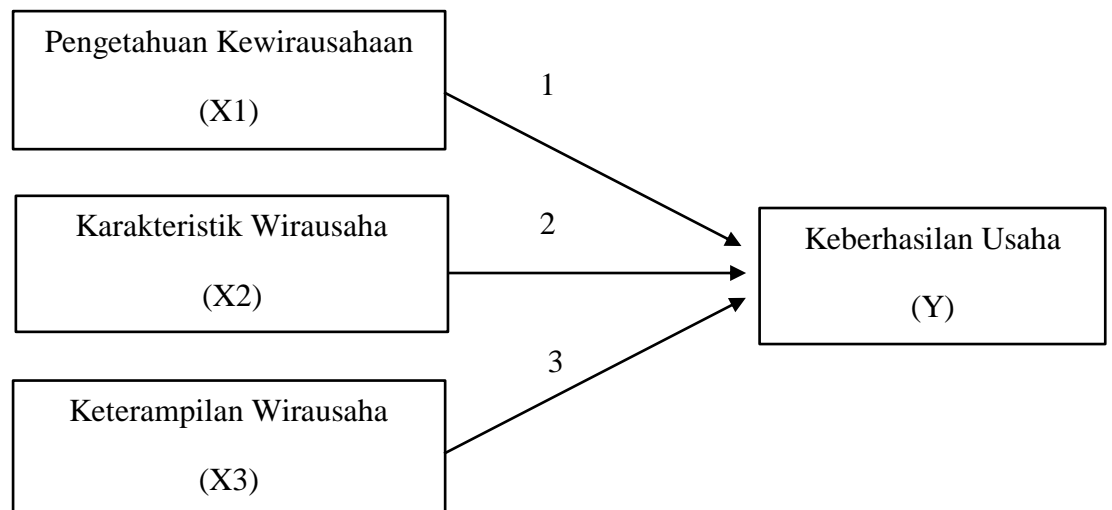 Pengetahuan Kewirausahaan
(X1)
1
Karakteristik Wirausaha
(X2)
2
Keberhasilan Usaha
(Y)
3
Keterampilan Wirausaha
(X3)